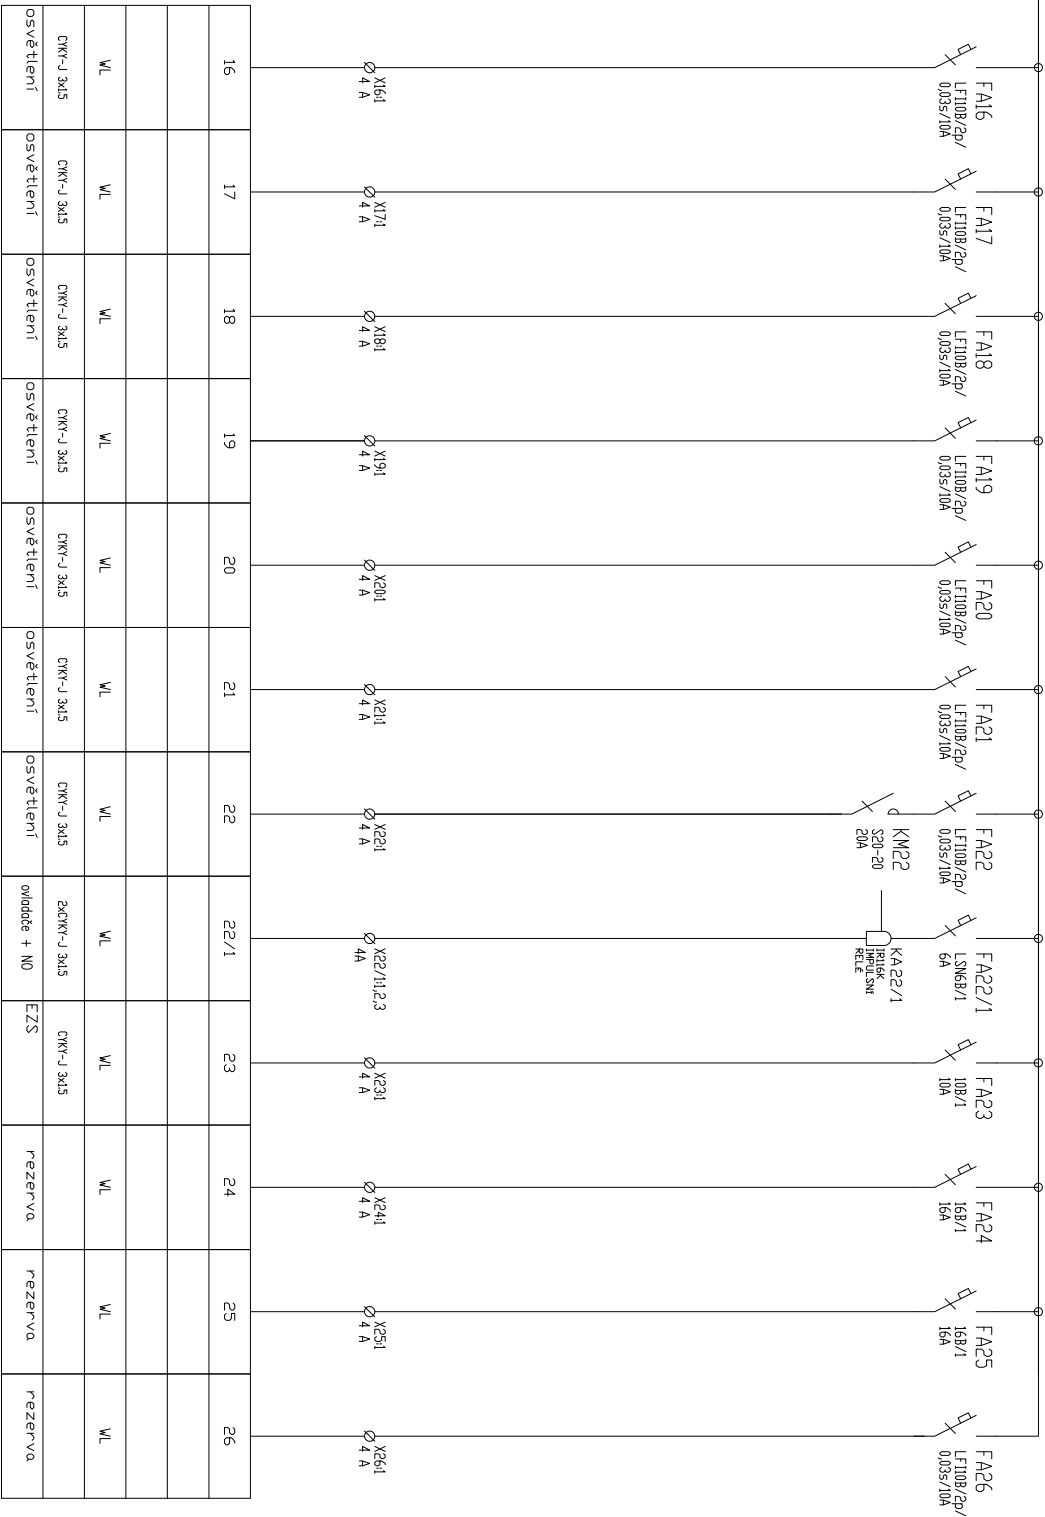 FA16
LFI10B/2p/
0,03s/10A
FA17
LFI10B/2p/
0,03s/10A
FA18
LFI10B/2p/
0,03s/10A
FA19
LFI10B/2p/
0,03s/10A
FA20
LFI10B/2p/
0,03s/10A
FA21
LFI10B/2p/
0,03s/10A
FA22
LFI10B/2p/
0,03s/10A
FA22/1
LSN6B/1
6A
FA23
10B/1
10A
FA24
16B/1
16A
FA25
16B/1
16A
FA26
LFI10B/2p/
0,03s/10A
KM22
S20-20
20A
KA22/1
IR116K
IMPULSNÍ
RELÉ
X16:1
4 A
X17:1
4 A
X18:1
4 A
X19:1
4 A
X20:1
4 A
X21:1
4 A
X22:1
4 A
X22/1:1,2,3
4A
X23:1
4 A
X24:1
4 A
X25:1
4 A
X26:1
4 A
16 17 18 19 20 21 22 22/1 23 24 25 26
WL WL WL WL WL WL WL WL WL WL WL WL
CYKY-J 3x1.5 CYKY-J 3x1.5 CYKY-J 3x1.5 CYKY-J 3x1.5 CYKY-J 3x1.5 CYKY-J 3x1.5 CYKY-J 3x1.5 2xCYKY-J 3x1.5 CYKY-J 3x1.5
osvětlení osvětlení osvětlení osvětlení osvětlení osvětlení osvětlení ovladače + NO EZS rezerva rezerva rezerva